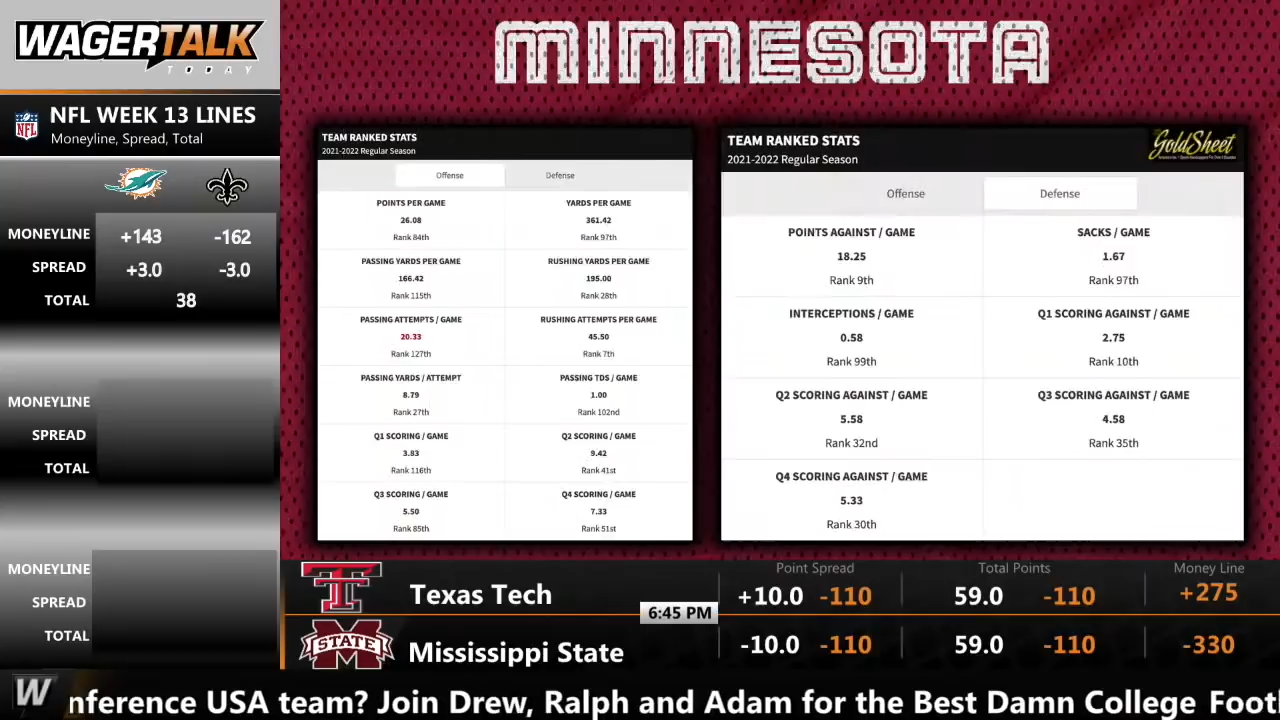 WAGERTALK
TODAY
NFL WEEK 13 LINES
Moneyline, Spread, Total
MONEYLINE +143 -162
SPREAD +3.0 -3.0
TOTAL 38
MONEYLINE
SPREAD
TOTAL
MONEYLINE
SPREAD
TOTAL
MINNESOTA
TEAM RANKED STATS
2021-2022 Regular Season
Offense Defense
POINTS PER GAME YARDS PER GAME
26.08 361.42
Rank 84th Rank 97th
PASSING YARDS PER GAME RUSHING YARDS PER GAME
166.42 195.00
Rank 115th Rank 28th
PASSING ATTEMPTS / GAME RUSHING ATTEMPTS PER GAME
20.33 45.50
Rank 127th Rank 7th
PASSING YARDS / ATTEMPT PASSING TDS / GAME
8.79 1.00
Rank 27th Rank 102nd
Q1 SCORING / GAME Q2 SCORING / GAME
3.83 9.42
Rank 116th Rank 41st
Q3 SCORING / GAME Q4 SCORING / GAME
5.50 7.33
Rank 85th Rank 51st
TEAM RANKED STATS
2021-2022 Regular Season
GoldSheet
Offense Defense
POINTS AGAINST / GAME SACKS / GAME
18.25 1.67
Rank 9th Rank 97th
INTERCEPTIONS / GAME Q1 SCORING AGAINST / GAME
0.58 2.75
Rank 99th Rank 10th
Q2 SCORING AGAINST / GAME Q3 SCORING AGAINST / GAME
5.58 4.58
Rank 32nd Rank 35th
Q4 SCORING AGAINST / GAME
5.33
Rank 30th
Point Spread Total Points Money Line
Texas Tech +10.0 -110 59.0 -110 +275
6:45 PM
STATE
Mississippi State -10.0 -110 59.0 -110 -330
W nference USA team? Join Drew, Ralph and Adam for the Best Damn College Foot